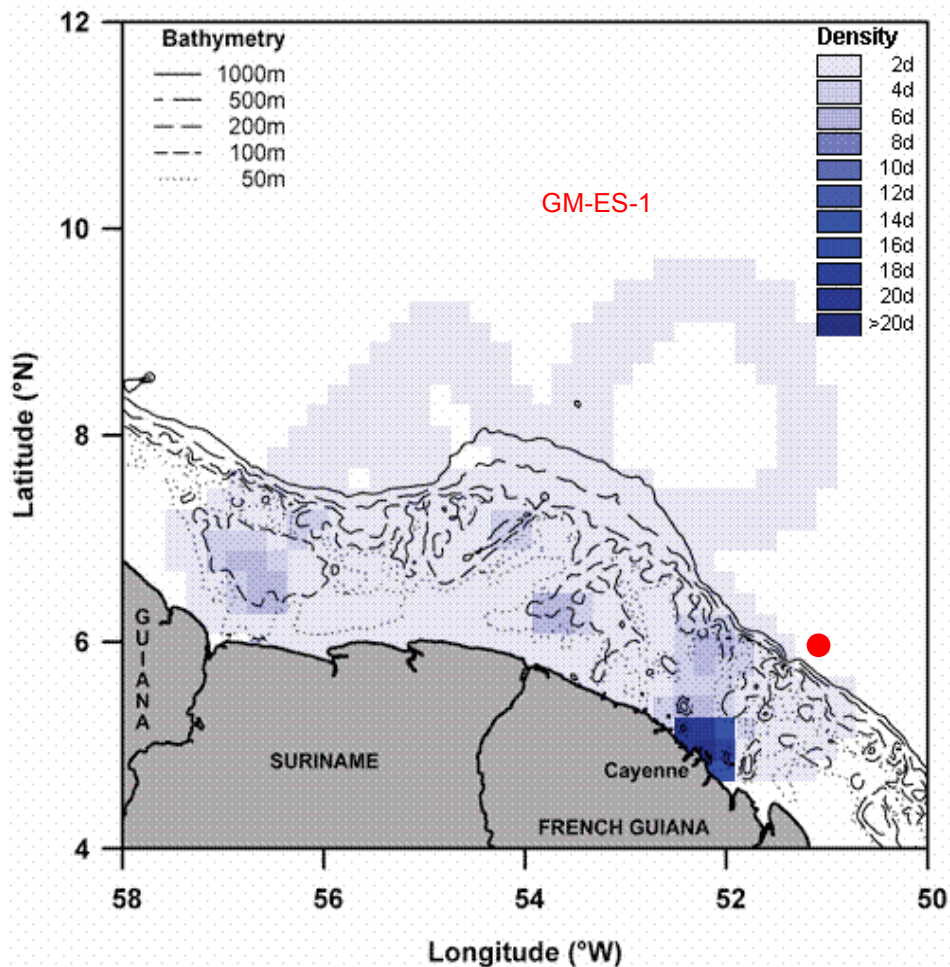 12
10
8
6
4
Latitude (°N)
Bathymetry
1000m
500m
200m
100m
50m
Density
2d
4d
6d
8d
10d
12d
14d
16d
18d
20d
>20d
GM-ES-1
GUIANA
SURINAME
Cayenne
FRENCH GUIANA
58
56
54
52
50
Longitude (°W)